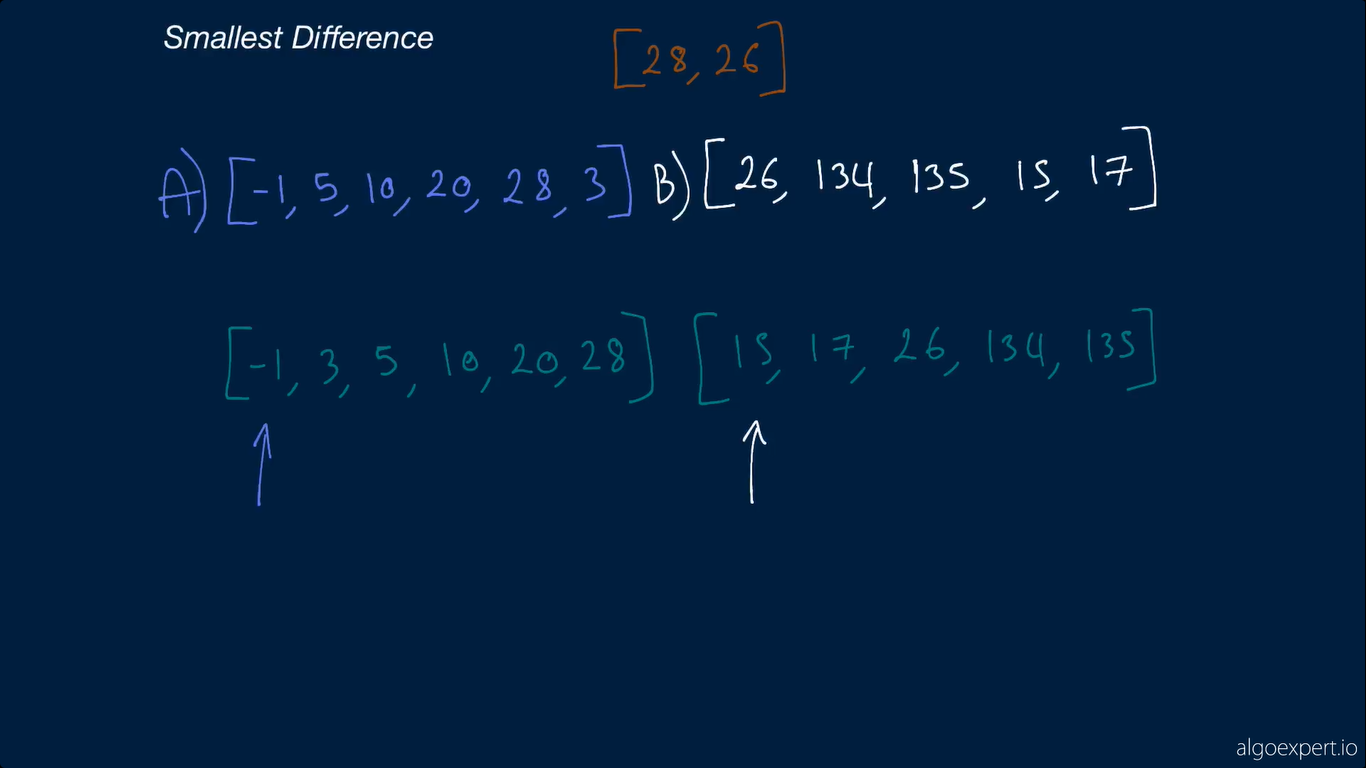 Smallest Difference
[28, 26]
A) [-1, 5, 10, 20, 28, 3] B) [26, 134, 135, 15, 17]
[-1, 3, 5, 10, 20, 28] [15, 17, 26, 134, 135]
algoexpert.io